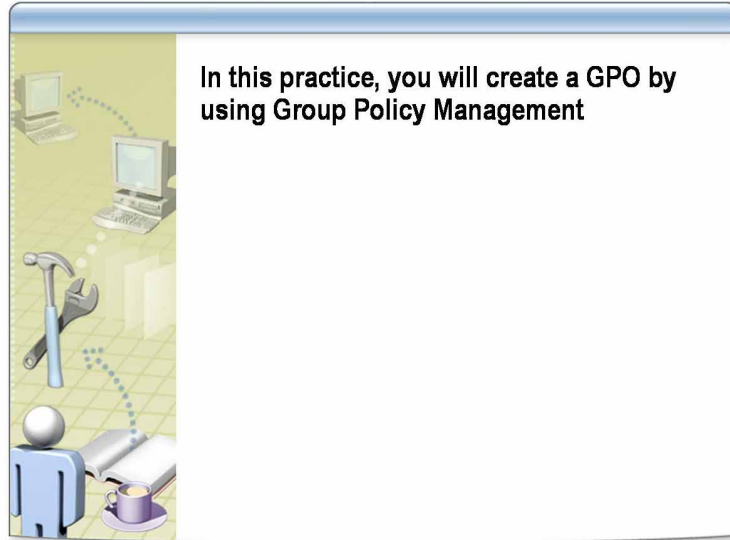 In this practice, you will create a GPO by
using Group Policy Management